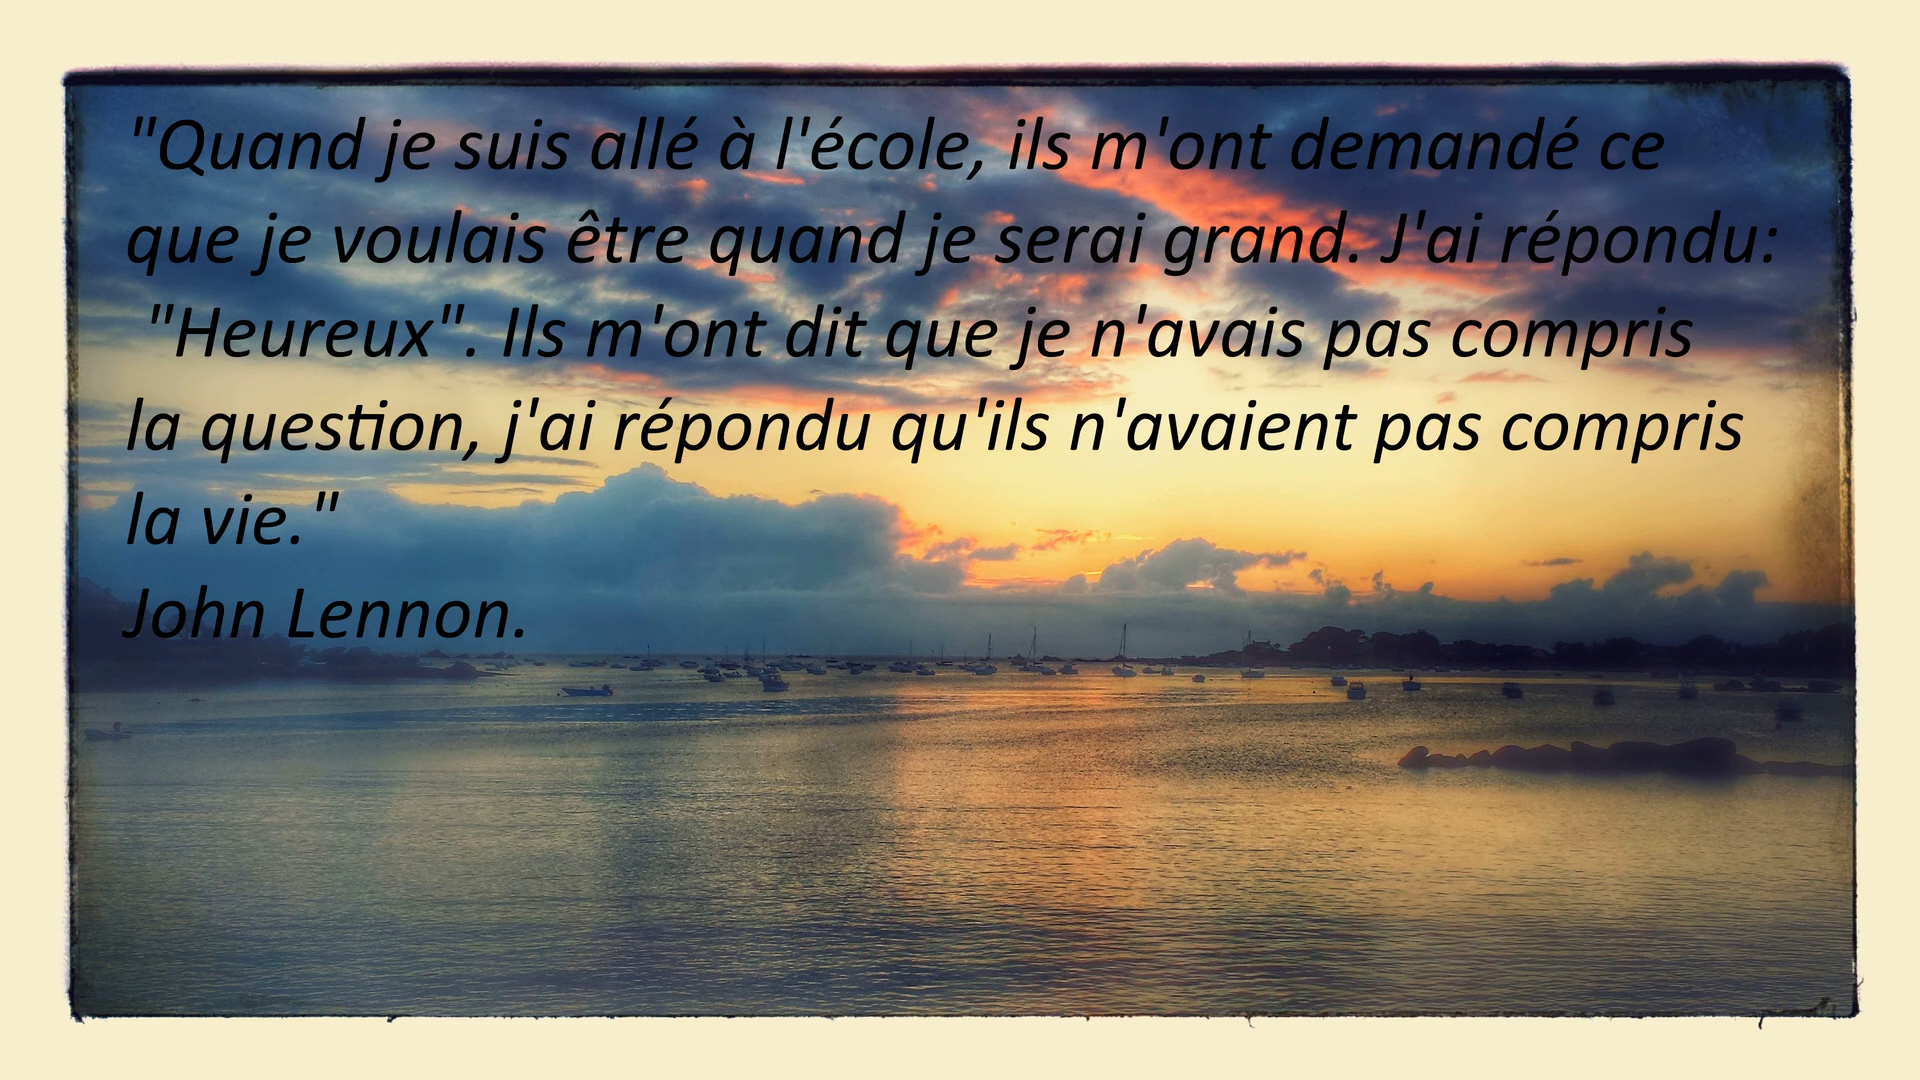 "Quand je suis allé à l'école, ils m'ont demandé ce
que je voulais être quand je serai grand. J'ai répondu:
"Heureux". Ils m'ont dit que je n'avais pas compris
la question, j'ai répondu qu'ils n'avaient pas compris
la vie."
John Lennon.